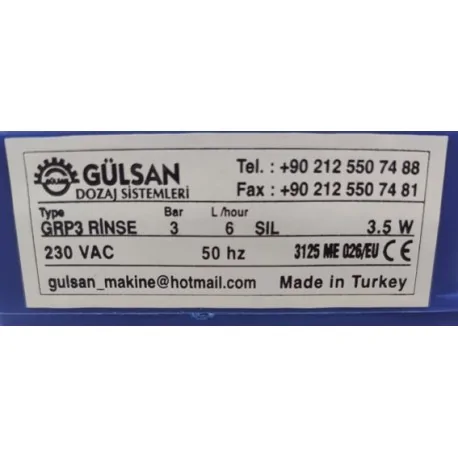 GÜLSAN
GÜLSAN
DOZAJ SİSTEMLERİ
Tel. : +90 212 550 74 88
Fax : +90 212 550 74 81
Type Bar L /hour
GRP3 RİNSE 3 6 SIL 3.5 W
230 VAC 50 hz 3125 ME 026/EU CE
gulsan_makine@hotmail.com Made in Turkey